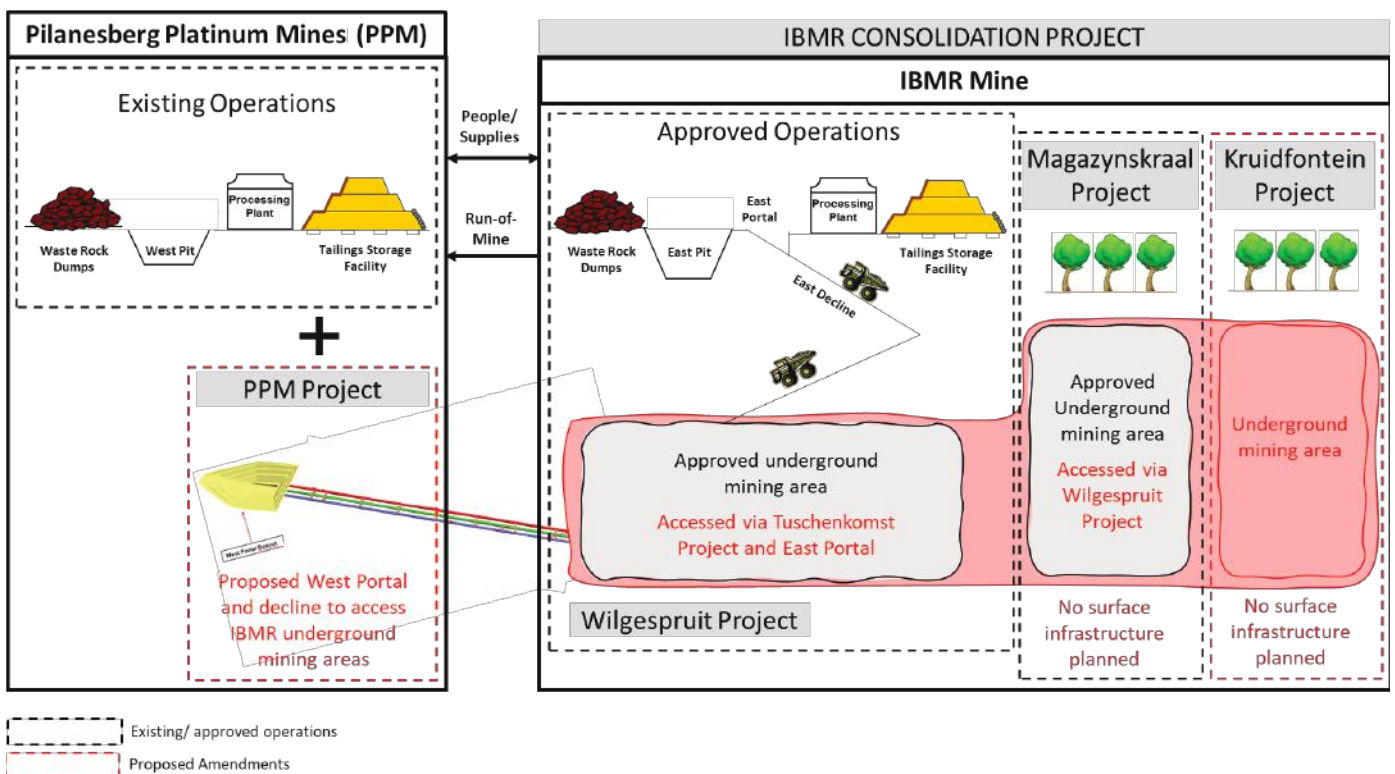 Pilanesberg Platinum Mines (PPM)
Existing Operations
Waste Rock
Dumps
West Pit
Processing
Plant
Tailings Storage
Facility
+
PPM Project
West Portal Boxcut
Proposed West Portal
and decline to access
IBMR underground
mining areas
People/
Supplies
Run-of-
Mine
IBMR CONSOLIDATION PROJECT
IBMR Mine
Approved Operations
Waste Rock
Dumps
East Pit
East
Portal
Processing
Plant
Tailings Storage
Facility
East Decline
Approved underground
mining area
Accessed via Tuschenkomst
Project and East Portal
Wilgespruit Project
Magazynskraal
Project
Approved
Underground
mining area
Accessed via
Wilgespruit
Project
No surface
infrastructure
planned
Kruidfontein
Project
Underground
mining area
No surface
infrastructure
planned
Existing/ approved operations
Proposed Amendments